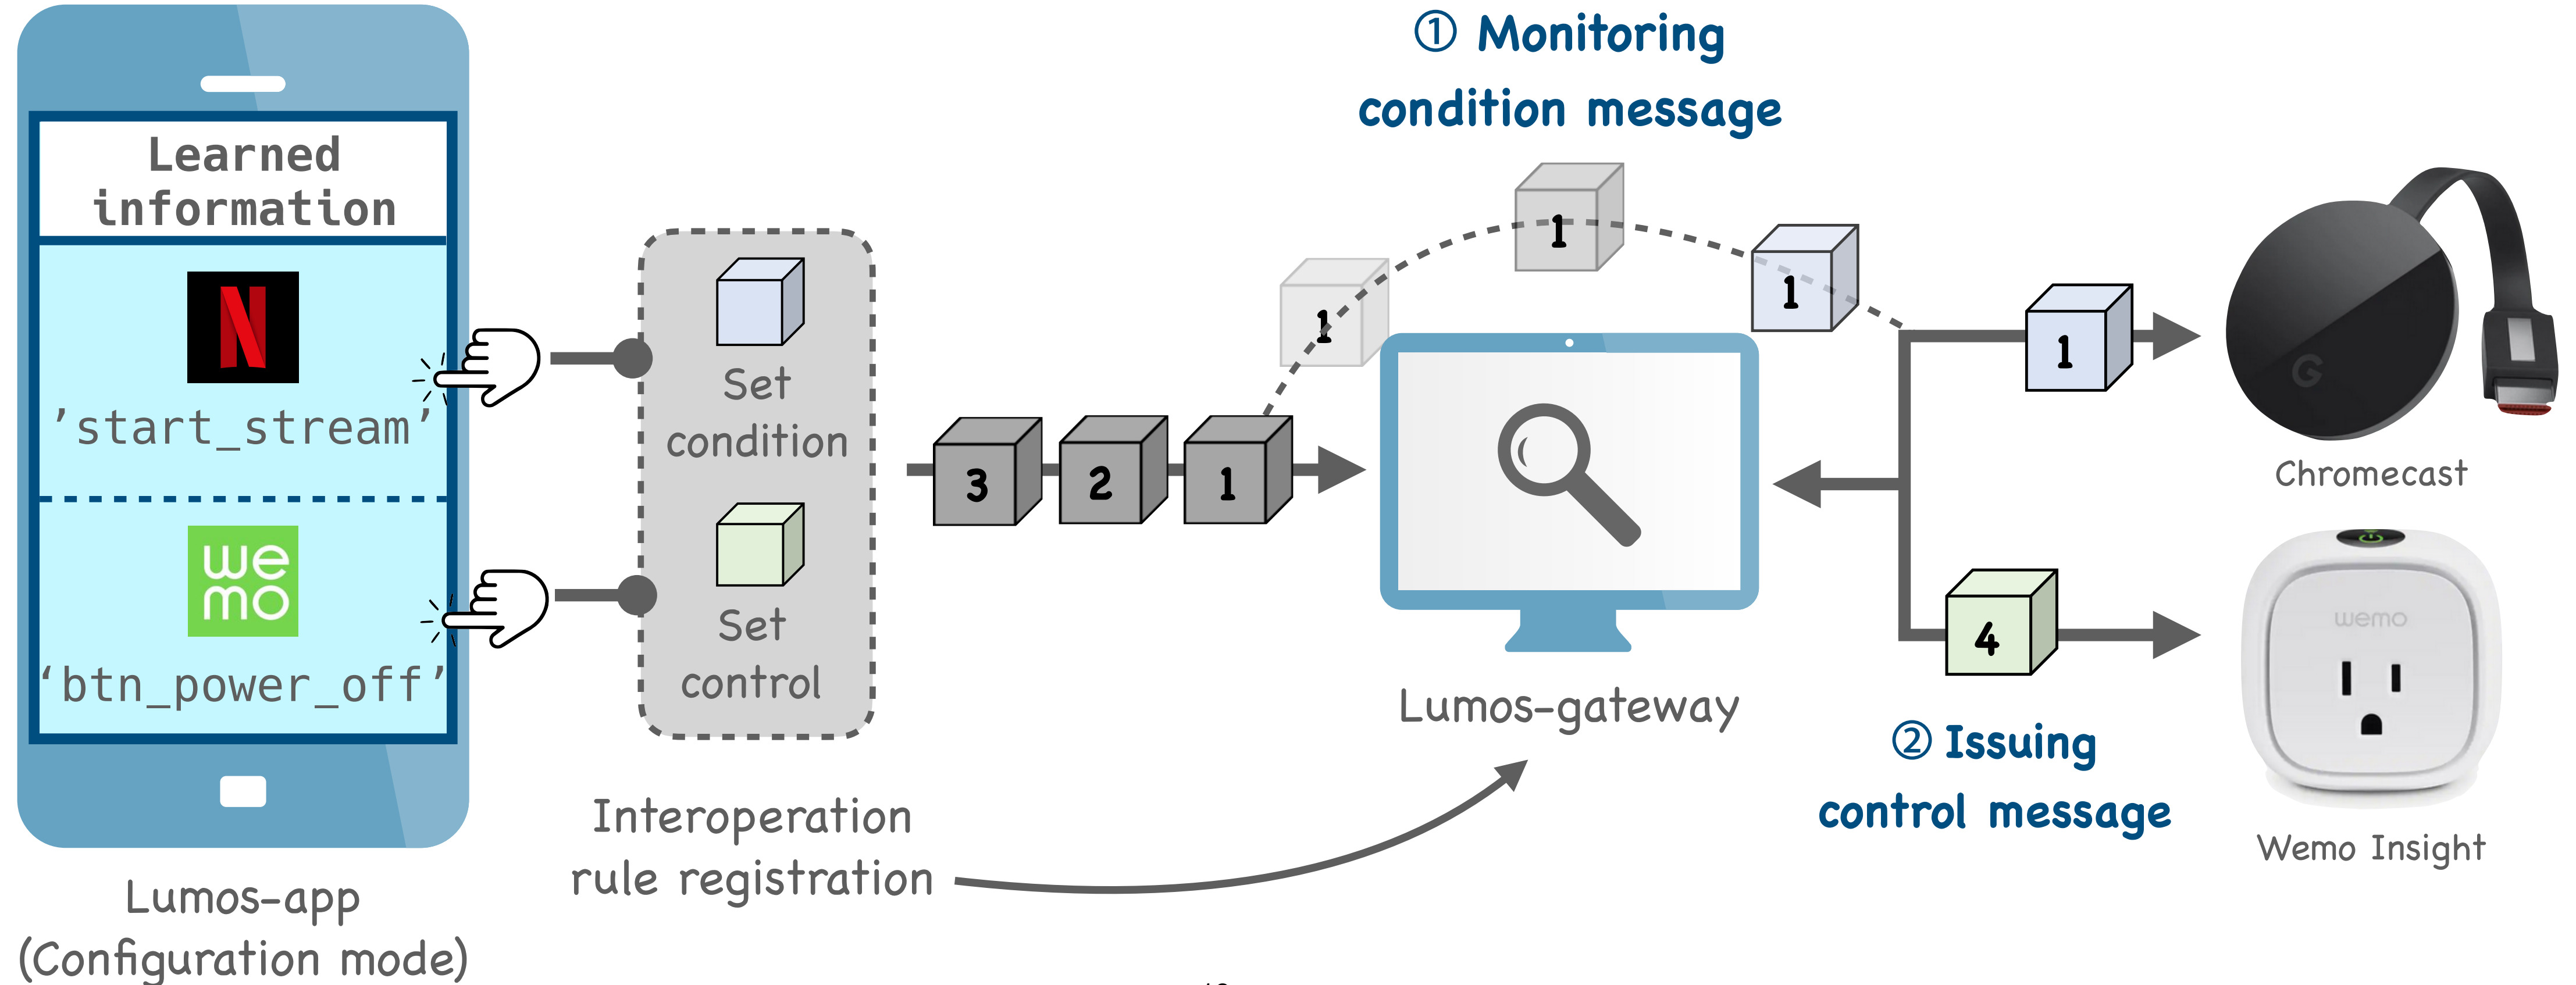 ① Monitoring
condition message
Learned
information
N
'start_stream'
we
mo
‘btn_power_off’
Set
condition
Set
control
3
2
1
1
1
1
1
4
G
Chromecast
wemo
Wemo Insight
Lumos-gateway
② Issuing
control message
Interoperation
rule registration
Lumos-app
(Configuration mode)